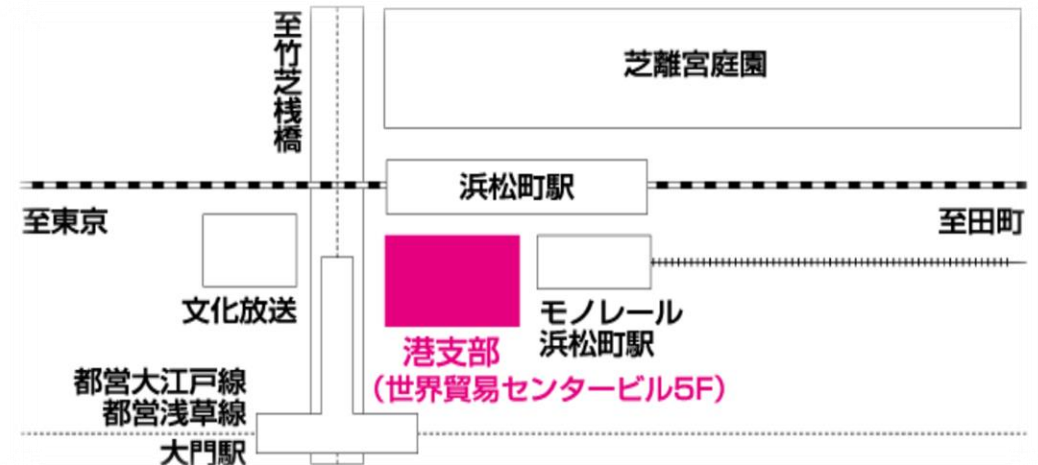 至竹芝桟橋
芝離宮庭園
浜松町駅
至東京
至田町
文化放送
モノレール
浜松町駅
港支部
（世界貿易センタービル5F）
都営大江戸線
都営浅草線
大門駅